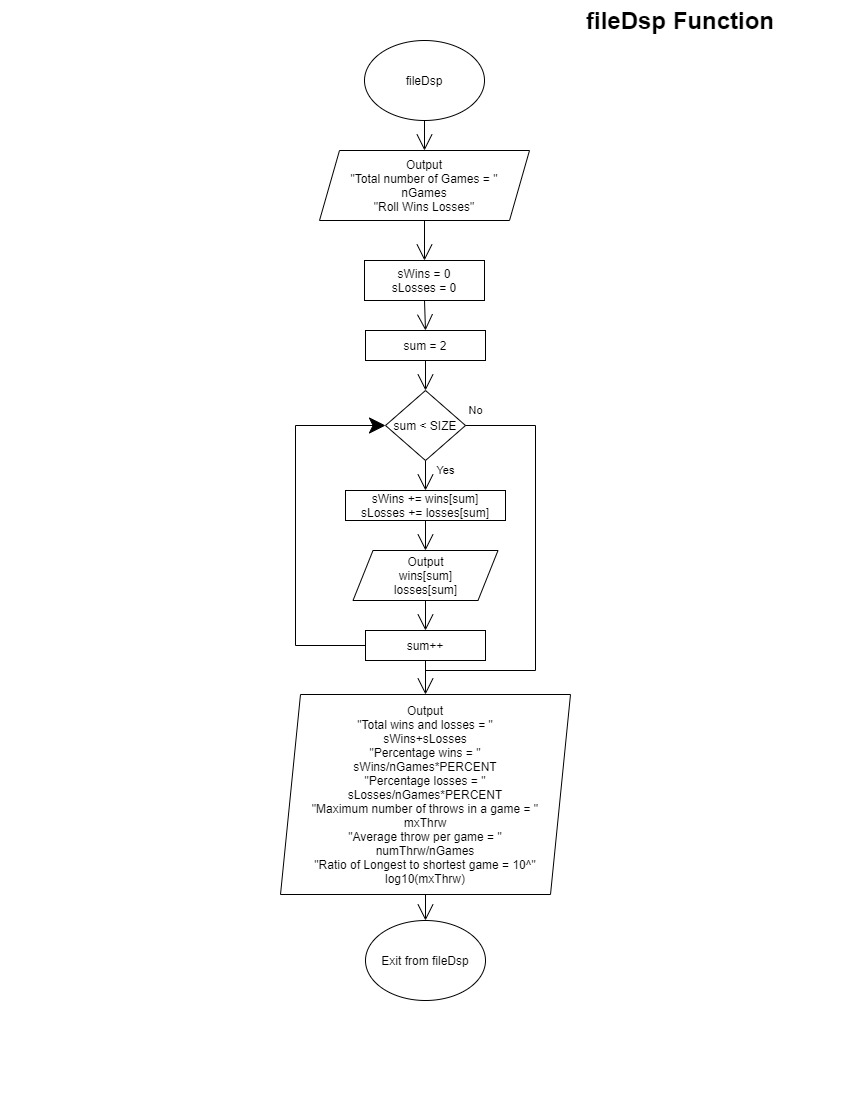 fileDsp Function
fileDsp
Output
"Total number of Games = "
nGames
"Roll Wins Losses"
sWins = 0
sLosses = 0
sum = 2
No
sum < SIZE
Yes
sWins += wins[sum]
sLosses += losses[sum]
Output
wins[sum]
losses[sum]
sum++
Output
"Total wins and losses = "
sWins+sLosses
"Percentage wins = "
sWins/nGames*PERCENT
"Percentage losses = "
sLosses/nGames*PERCENT
"Maximum number of throws in a game = "
mxThrw
"Average throw per game = "
numThrw/nGames
"Ratio of Longest to shortest game = 10^"
log10(mxThrw)
Exit from fileDsp